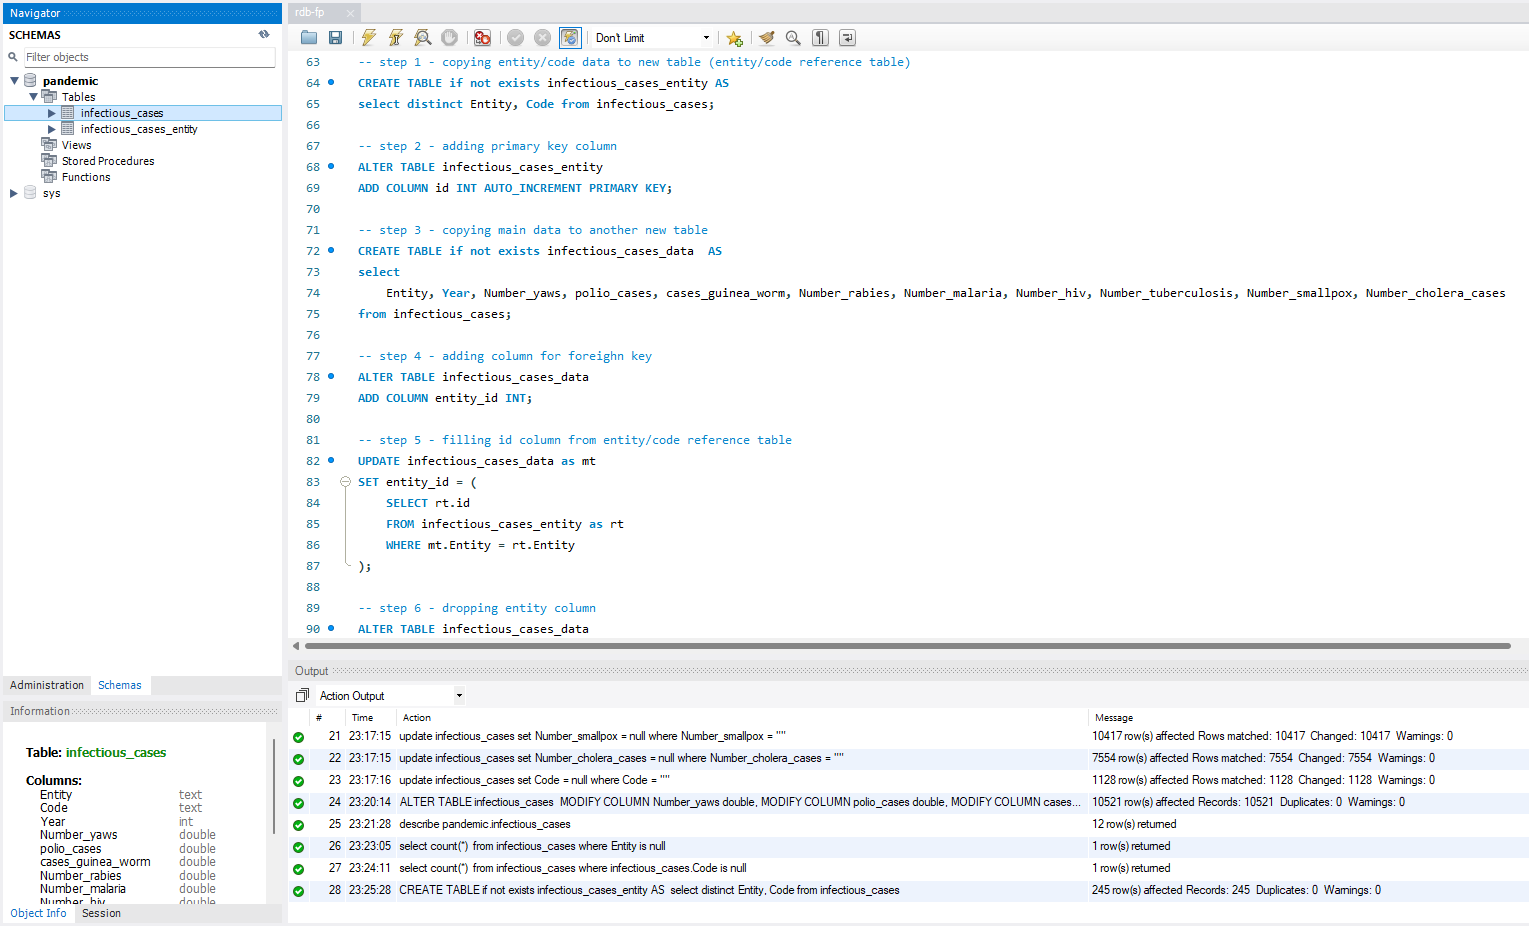 Navigator
SCHEMAS
Filter objects
pandemic
Tables
infectious_cases
infectious_cases_entity
Views
Stored Procedures
Functions
sys
Administration
Schemas
Information
Table: infectious_cases
Columns:
Entity text
Code text
Year int
Number_yaws double
polio_cases double
cases_guinea_worm double
Number_rabies double
Number_malaria double
Number_hiv double
Object Info
Session
rdb-fp
Don't Limit
63 -- step 1 - copying entity/code data to new table (entity/code reference table)
64 CREATE TABLE if not exists infectious_cases_entity AS
65 select distinct Entity, Code from infectious_cases;
66
67 -- step 2 - adding primary key column
68 ALTER TABLE infectious_cases_entity
69 ADD COLUMN id INT AUTO_INCREMENT PRIMARY KEY;
70
71 -- step 3 - copying main data to another new table
72 CREATE TABLE if not exists infectious_cases_data  AS
73 select
74 Entity, Year, Number_yaws, polio_cases, cases_guinea_worm, Number_rabies, Number_malaria, Number_hiv, Number_tuberculosis, Number_smallpox, Number_cholera_cases
75 from infectious_cases;
76
77 -- step 4 - adding column for foreighn key
78 ALTER TABLE infectious_cases_data
79 ADD COLUMN entity_id INT;
80
81 -- step 5 - filling id column from entity/code reference table
82 UPDATE infectious_cases_data as mt
83 SET entity_id = (
84 SELECT rt.id
85 FROM infectious_cases_entity as rt
86 WHERE mt.Entity = rt.Entity
87 );
88
89 -- step 6 - dropping entity column
90 ALTER TABLE infectious_cases_data
Output
Action Output
# Time Action Message
21 23:17:15 update infectious_cases set Number_smallpox = null where Number_smallpox = "" 10417 row(s) affected Rows matched: 10417  Changed: 10417  Warnings: 0
22 23:17:15 update infectious_cases set Number_cholera_cases = null where Number_cholera_cases = "" 7554 row(s) affected Rows matched: 7554  Changed: 7554  Warnings: 0
23 23:17:16 update infectious_cases set Code = null where Code = "" 1128 row(s) affected Rows matched: 1128  Changed: 1128  Warnings: 0
24 23:20:14 ALTER TABLE infectious_cases  MODIFY COLUMN Number_yaws double, MODIFY COLUMN polio_cases double, MODIFY COLUMN cases... 10521 row(s) affected Records: 10521  Duplicates: 0  Warnings: 0
25 23:21:28 describe pandemic.infectious_cases 12 row(s) returned
26 23:23:05 select count(*)  from infectious_cases where Entity is null 1 row(s) returned
27 23:24:11 select count(*)  from infectious_cases where infectious_cases.Code is null 1 row(s) returned
28 23:25:28 CREATE TABLE if not exists infectious_cases_entity AS  select distinct Entity, Code from infectious_cases 245 row(s) affected Records: 245  Duplicates: 0  Warnings: 0